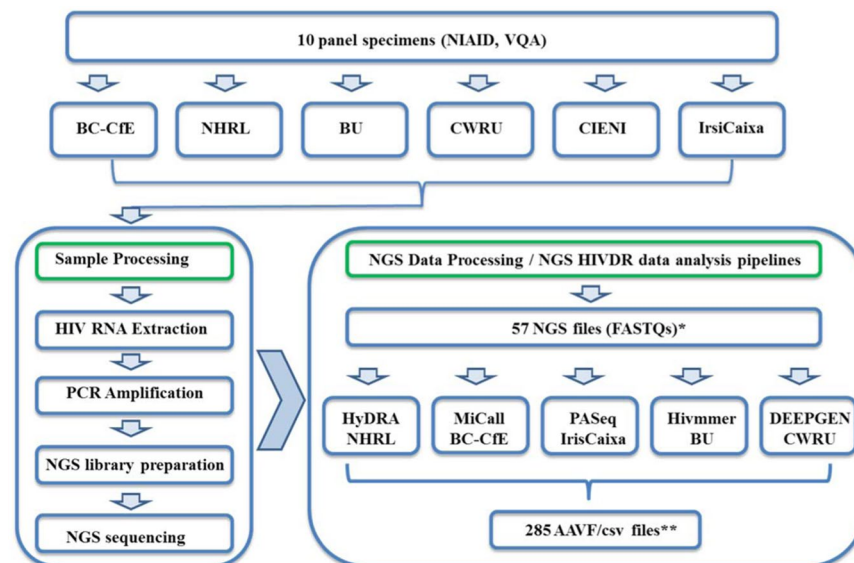 10 panel specimens (NIAID, VQA)
BC-CfE
NHRL
BU
CWRU
CIENI
IrsiCaixa
Sample Processing
HIV RNA Extraction
PCR Amplification
NGS library preparation
NGS sequencing
NGS Data Processing / NGS HIVDR data analysis pipelines
57 NGS files (FASTQs)*
HyDRA
NHRL
MiCall
BC-CfE
PASeq
IrisCaixa
Hivmmer
BU
DEEPGEN
CWRU
285 AAVF/csv files**